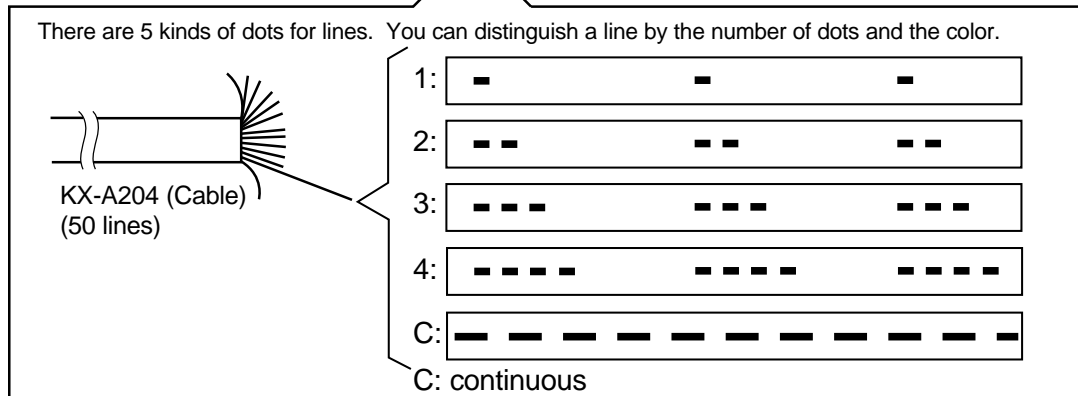 There are 5 kinds of dots for lines. You can distinguish a line by the number of dots and the color.
1:
2:
3:
4:
C:
C: continuous
KX-A204 (Cable)
(50 lines)